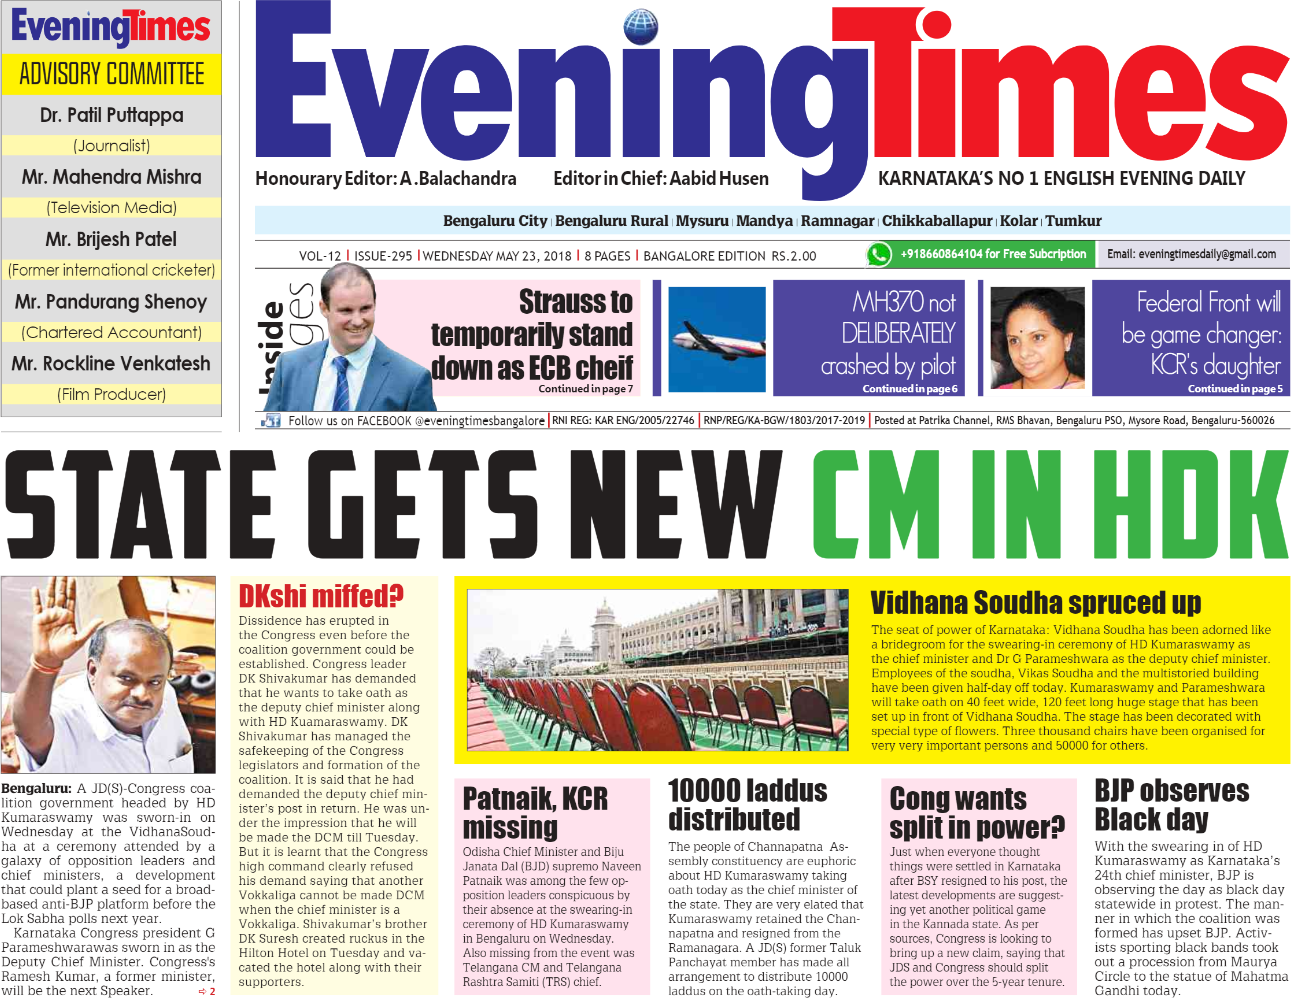 EveningTimes
ADVISORY COMMITTEE
Dr. Patil Puttappa
(Journalist)
Mr. Mahendra Mishra
(Television Media)
Mr. Brijesh Patel
(Former international cricketer)
Mr. Pandurang Shenoy
(Chartered Accountant)
Mr. Rockline Venkatesh
(Film Producer)
EveningTimes
Honourary Editor: A .Balachandra
Editor in Chief: Aabid Husen
KARNATAKA'S NO 1 ENGLISH EVENING DAILY
Bengaluru City | Bengaluru Rural | Mysuru | Mandya | Ramnagar | Chikkaballapur | Kolar | Tumkur
VOL-12 | ISSUE-295 | WEDNESDAY MAY 23, 2018 | 8 PAGES | BANGALORE EDITION RS.2.00
+918660864104 for Free Subcription
Email: eveningtimesdaily@gmail.com
Inside
ges
Strauss to
temporarily stand
down as ECB cheif
Continued in page 7
MH370 not
DELIBERATELY
crashed by pilot
Continued in page 6
Federal Front will
be game changer:
KCR's daughter
Continued in page 5
Follow us on FACEBOOK @eveningtimesbangalore | RNI REG: KAR ENG/2005/22746 | RNP/REG/KA-BGW/1803/2017-2019 | Posted at Patrika Channel, RMS Bhavan, Bengaluru PSO, Mysore Road, Bengaluru-560026
STATE GETS NEW CM IN HDK
Bengaluru: A JD(S)-Congress coa-
lition government headed by HD
Kumaraswamy was sworn-in on
Wednesday at the VidhanaSoud-
ha at a ceremony attended by a
galaxy of opposition leaders and
chief ministers, a development
that could plant a seed for a broad-
based anti-BJP platform before the
Lok Sabha polls next year.
Karnataka Congress president G
Parameshwarawas sworn in as the
Deputy Chief Minister. Congress's
Ramesh Kumar, a former minister,
will be the next Speaker. ⇨ 2
DKshi miffed?
Dissidence has erupted in
the Congress even before the
coalition government could be
established. Congress leader
DK Shivakumar has demanded
that he wants to take oath as
the deputy chief minister along
with HD Kuamaraswamy. DK
Shivakumar has managed the
safekeeping of the Congress
legislators and formation of the
coalition. It is said that he had
demanded the deputy chief min-
ister's post in return. He was un-
der the impression that he will
be made the DCM till Tuesday.
But it is learnt that the Congress
high command clearly refused
his demand saying that another
Vokkaliga cannot be made DCM
when the chief minister is a
Vokkaliga. Shivakumar's brother
DK Suresh created ruckus in the
Hilton Hotel on Tuesday and va-
cated the hotel along with their
supporters.
Vidhana Soudha spruced up
The seat of power of Karnataka: Vidhana Soudha has been adorned like
a bridegroom for the swearing-in ceremony of HD Kumaraswamy as
the chief minister and Dr G Parameshwara as the deputy chief minister.
Employees of the soudha, Vikas Soudha and the multistoried building
have been given half-day off today. Kumaraswamy and Parameshwara
will take oath on 40 feet wide, 120 feet long huge stage that has been
set up in front of Vidhana Soudha. The stage has been decorated with
special type of flowers. Three thousand chairs have been organised for
very very important persons and 50000 for others.
Patnaik, KCR
missing
Odisha Chief Minister and Biju
Janata Dal (BJD) supremo Naveen
Patnaik was among the few op-
position leaders conspicuous by
their absence at the swearing-in
ceremony of HD Kumaraswamy
in Bengaluru on Wednesday.
Also missing from the event was
Telangana CM and Telangana
Rashtra Samiti (TRS) chief.
10000 laddus
distributed
The people of Channapatna As-
sembly constituency are euphoric
about HD Kumaraswamy taking
oath today as the chief minister of
the state. They are very elated that
Kumaraswamy retained the Chan-
napatna and resigned from the
Ramanagara. A JD(S) former Taluk
Panchayat member has made all
arrangement to distribute 10000
laddus on the oath-taking day.
Cong wants
split in power?
Just when everyone thought
things were settled in Karnataka
after BSY resigned to his post, the
latest developments are suggest-
ing yet another political game
in the Kannada state. As per
sources, Congress is looking to
bring up a new claim, saying that
JDS and Congress should split
the power over the 5-year tenure.
BJP observes
Black day
With the swearing in of HD
Kumaraswamy as Karnataka's
24th chief minister, BJP is
observing the day as black day
statewide in protest. The man-
ner in which the coalition was
formed has upset BJP. Activ-
ists sporting black bands took
out a procession from Maurya
Circle to the statue of Mahatma
Gandhi today.